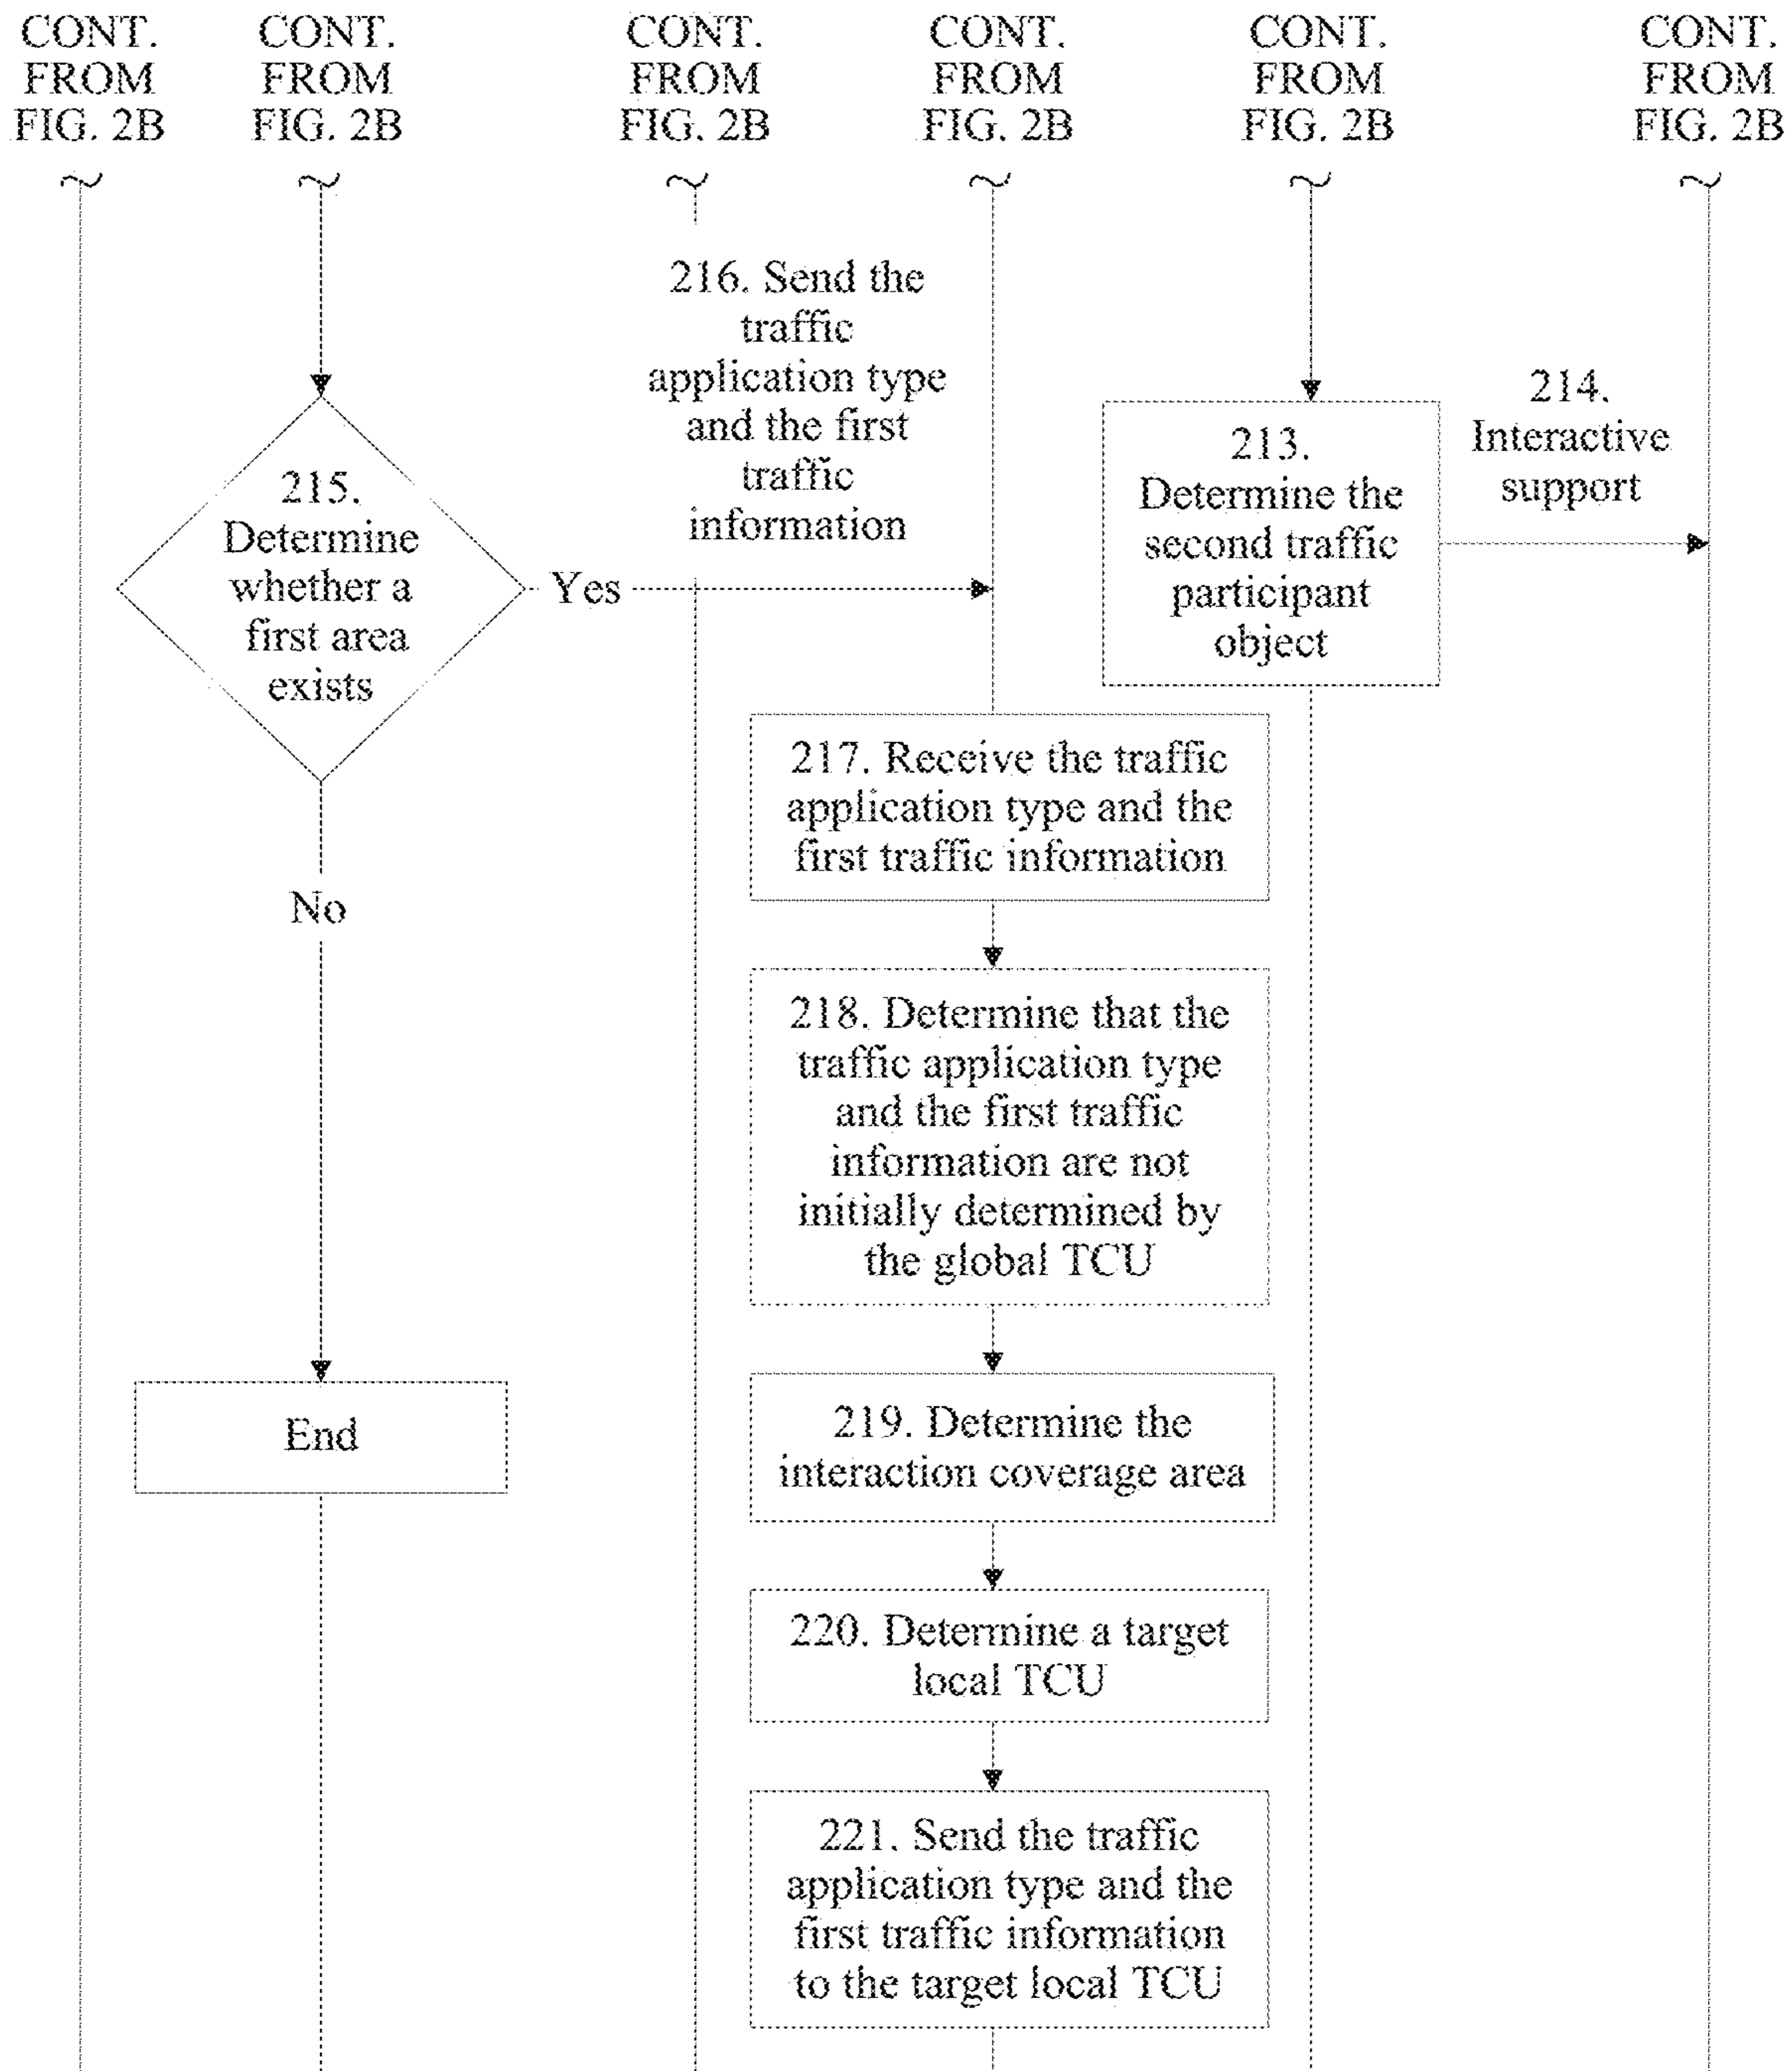 CONT.
FROM
FIG. 2B
CONT.
FROM
FIG. 2B
CONT.
FROM
FIG. 2B
CONT.
FROM
FIG. 2B
CONT.
FROM
FIG. 2B
CONT.
FROM
FIG. 2B
216. Send the
traffic
application type
and the first
traffic
information
214.
Interactive
support
213.
Determine the
second traffic
participant
object
215.
Determine
whether a
first area
exists
Yes
217. Receive the traffic
application type and the
first traffic information
No
218. Determine that the
traffic application type
and the first traffic
information are not
initially determined by
the global TCU
End
219. Determine the
interaction coverage area
220. Determine a target
local TCU
221. Send the traffic
application type and the
first traffic information
to the target local TCU